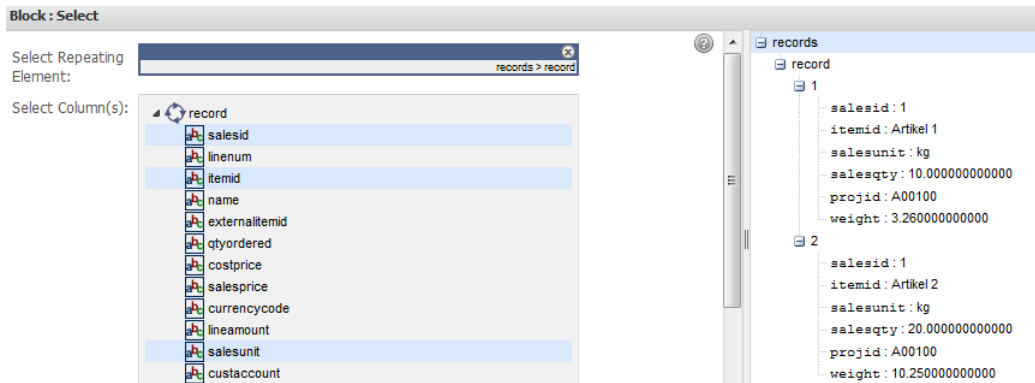 Block : Select
Select Repeating
Element:
records > record
Select Column(s):
record
salesid
linenum
itemid
name
externalitemid
qtyordered
costprice
salesprice
currencycode
lineamount
salesunit
custaccount
records
record
1
salesid : 1
itemid : Artikel 1
salesunit : kg
salesqty : 10.000000000000
projid : A00100
weight : 3.260000000000
2
salesid : 1
itemid : Artikel 2
salesunit : kg
salesqty : 20.000000000000
projid : A00100
weight : 10.250000000000